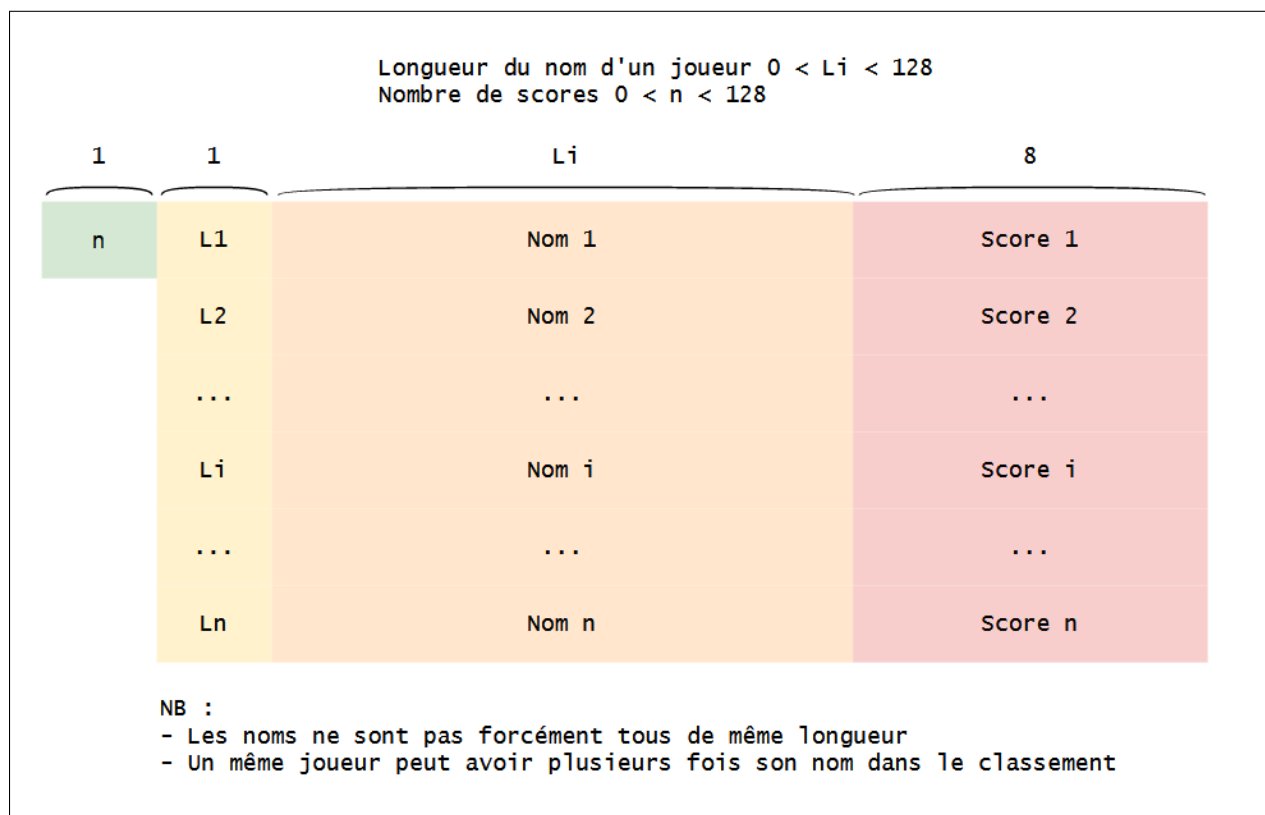 Longueur du nom d'un joueur 0 < Li < 128
Nombre de scores 0 < n < 128
1 1 Li 8
n L1 Nom 1 Score 1
L2 Nom 2 Score 2
... ... ...
Li Nom i Score i
... ... ...
Ln Nom n Score n
NB :
- Les noms ne sont pas forcément tous de même longueur
- Un même joueur peut avoir plusieurs fois son nom dans le classement